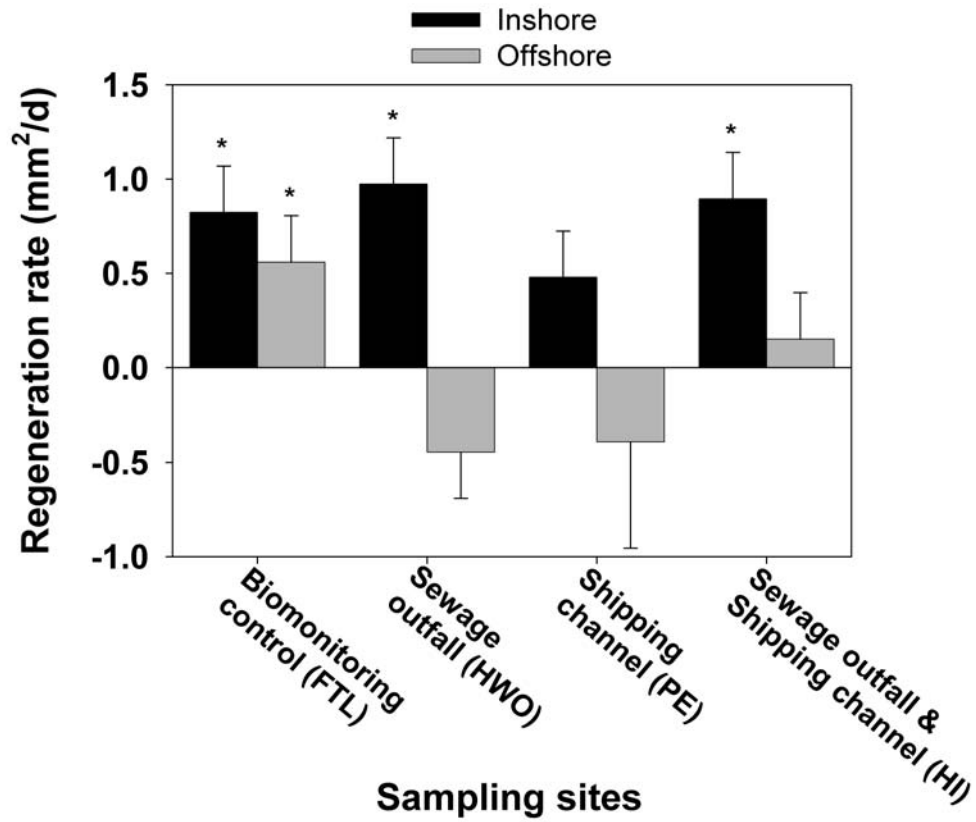 Inshore
Offshore
Regeneration rate (mm²/d)
1.5
1.0
0.5
0.0
-0.5
-1.0
*
*
*
*
Biomonitoring
control (FTL)
Sewage
outfall (HWO)
Shipping
channel (PE)
Sewage outfall &
Shipping channel (HI)
Sampling sites